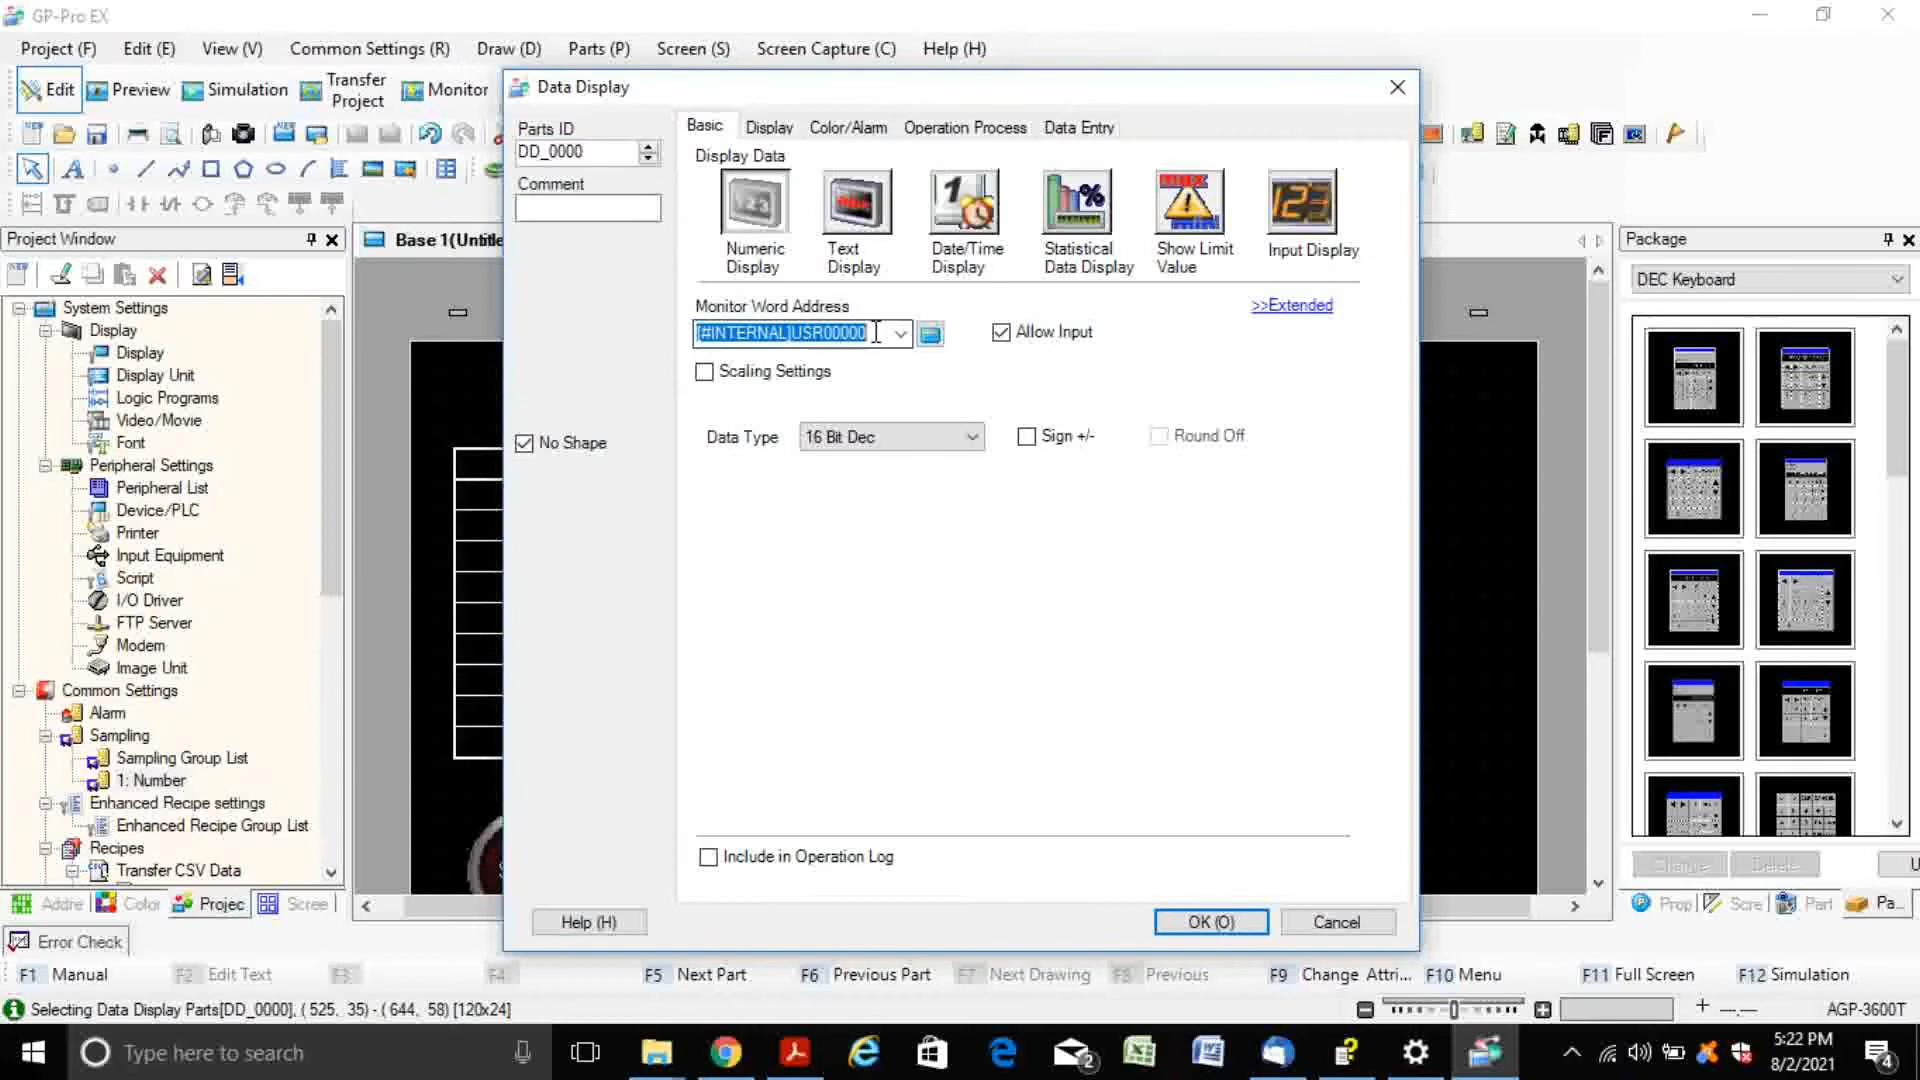 GP-Pro EX
Project (F) Edit (E) View (V) Common Settings (R) Draw (D) Parts (P) Screen (S) Screen Capture (C) Help (H)
Edit Preview Simulation Transfer Project Monitor
Project Window
Base 1(Untitle
System Settings
Display
Display
Display Unit
Logic Programs
Video/Movie
Font
Peripheral Settings
Peripheral List
Device/PLC
Printer
Input Equipment
Script
I/O Driver
FTP Server
Modem
Image Unit
Common Settings
Alarm
Sampling
Sampling Group List
1: Number
Enhanced Recipe settings
Enhanced Recipe Group List
Recipes
Transfer CSV Data
Addre Color Projec Scree
Error Check
Data Display
Parts ID
DD_0000
Comment
No Shape
Basic Display Color/Alarm Operation Process Data Entry
Display Data
Numeric Display
Text Display
Date/Time Display
Statistical Data Display
Show Limit Value
Input Display
Monitor Word Address
>>Extended
[#INTERNAL]USR00000
Allow Input
Scaling Settings
Data Type 16 Bit Dec Sign +/- Round Off
Include in Operation Log
Help (H) OK (O) Cancel
Package
DEC Keyboard
Change Delete U
Prop Scre Part Pa...
F1 Manual F2 Edit Text F3 F4 F5 Next Part F6 Previous Part F7 Next Drawing F8 Previous F9 Change Attri... F10 Menu F11 Full Screen F12 Simulation
Selecting Data Display Parts[DD_0000], ( 525, 35) - ( 644, 58) [120x24]
AGP-3600T
Type here to search
2
5:22 PM
8/2/2021
4